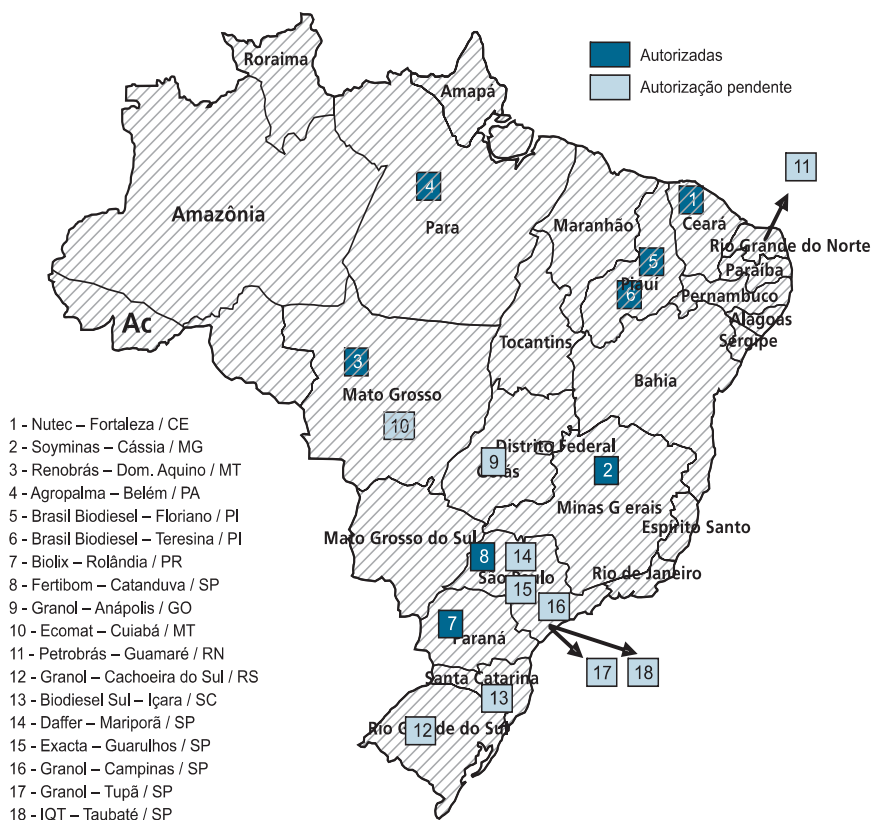 Roraima
Amapá
Autorizadas
Autorização pendente
11
4
1
Amazônia
Para
Maranhão
Ceará
Rio Grande do Norte
5
Paraíba
Piauí
6
Pernambuco
Alagoas
Sergipe
Ac
Tocantins
3
Bahia
Mato Grosso
10
Distrito Federal
9
Goiás
2
Minas G erais
Espírito Santo
Mato Grosso do Sul
8
14
São Paulo
Rio de Janeiro
15
16
7
Paraná
17
18
Santa Catarina
13
Rio Grande do Sul
12
1 - Nutec – Fortaleza / CE
2 - Soyminas – Cássia / MG
3 - Renobrás – Dom. Aquino / MT
4 - Agropalma – Belém / PA
5 - Brasil Biodiesel – Floriano / PI
6 - Brasil Biodiesel – Teresina / PI
7 - Biolix – Rolândia / PR
8 - Fertibom – Catanduva / SP
9 - Granol – Anápolis / GO
10 - Ecomat – Cuiabá / MT
11 - Petrobrás – Guamaré / RN
12 - Granol – Cachoeira do Sul / RS
13 - Biodiesel Sul – Içara / SC
14 - Daffer – Mariporã / SP
15 - Exacta – Guarulhos / SP
16 - Granol – Campinas / SP
17 - Granol – Tupã / SP
18 - IQT – Taubaté / SP